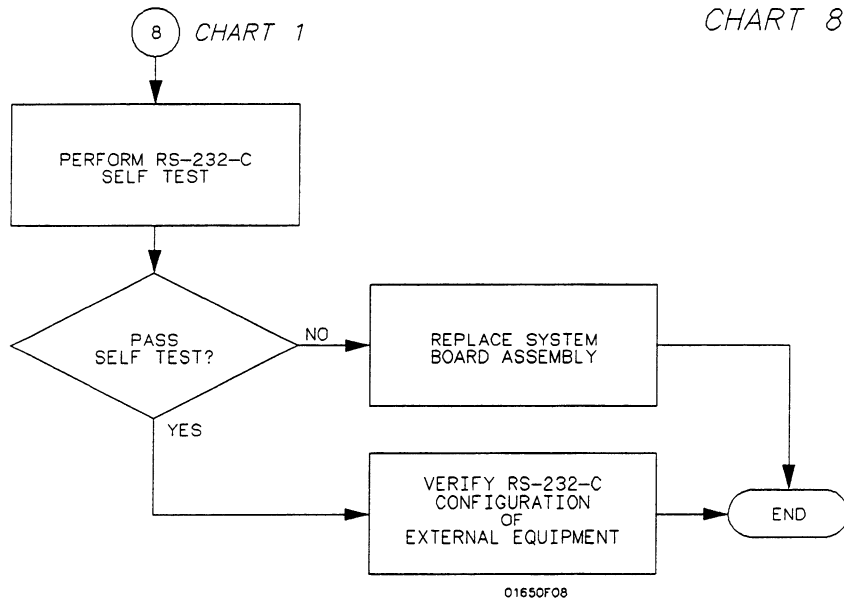 CHART 8
8 CHART 1
PERFORM RS-232-C
SELF TEST
PASS
SELF TEST?
NO
REPLACE SYSTEM
BOARD ASSEMBLY
YES
VERIFY RS-232-C
CONFIGURATION
OF
EXTERNAL EQUIPMENT
END
01650F08